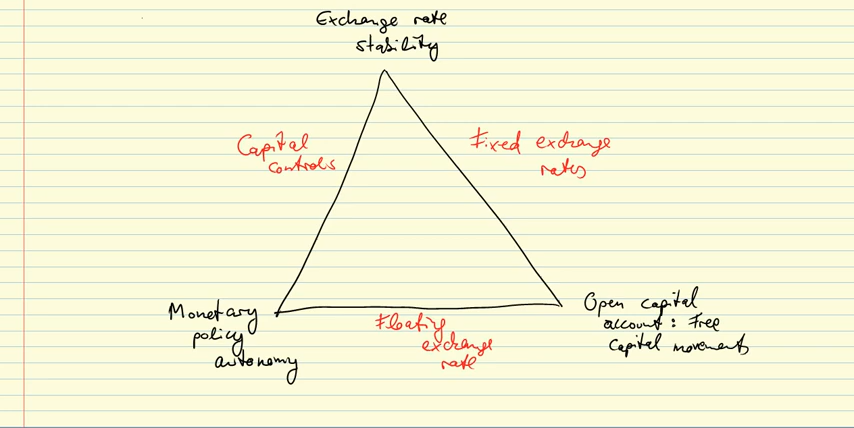 Exchange rate
stability
Capital
controls
Fixed exchange
rates
Monetary
policy
autonomy
Floating
exchange
rate
Open capital
account: Free
capital movements